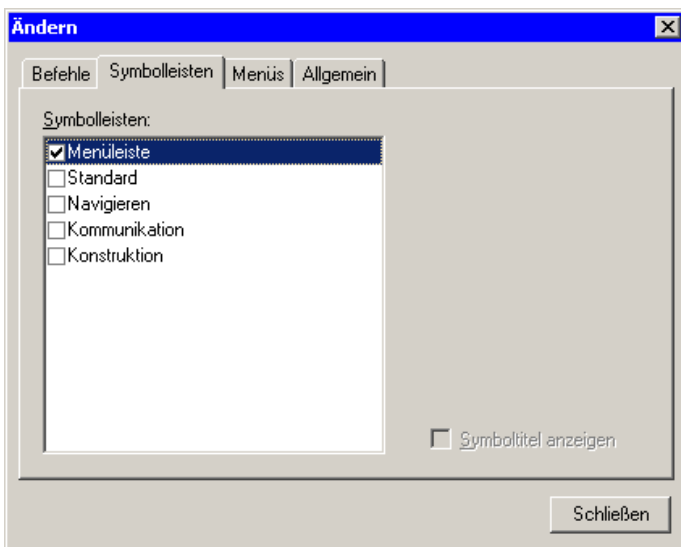 Ändern
Befehle Symbolleisten Menüs Allgemein
Symbolleisten:
Menüleiste
Standard
Navigieren
Kommunikation
Konstruktion
Symboltitel anzeigen
Schließen